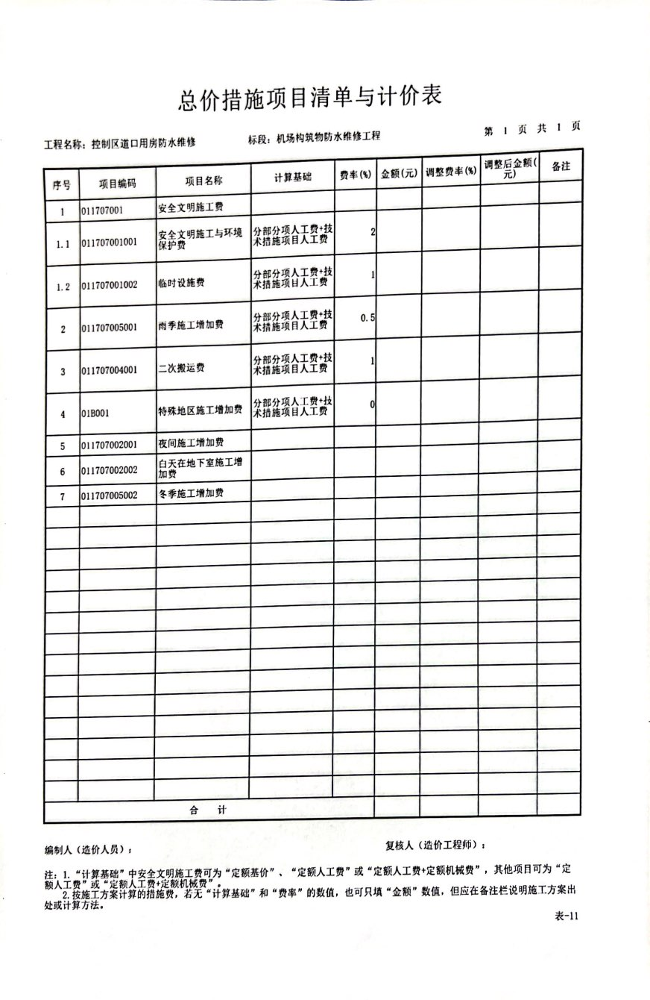 总价措施项目清单与计价表
工程名称：控制区道口用房防水维修 标段：机场构筑物防水维修工程 第 1 页 共 1 页
序号 项目编码 项目名称 计算基础 费率(%) 金额(元) 调整费率(%) 调整后金额(元) 备注
1 011707001 安全文明施工费
1.1 011707001001 安全文明施工与环境保护费 分部分项人工费+技术措施项目人工费 2
1.2 011707001002 临时设施费 分部分项人工费+技术措施项目人工费 1
2 011707005001 雨季施工增加费 分部分项人工费+技术措施项目人工费 0.5
3 011707004001 二次搬运费 分部分项人工费+技术措施项目人工费 1
4 01B001 特殊地区施工增加费 分部分项人工费+技术措施项目人工费 0
5 011707002001 夜间施工增加费
6 011707002002 白天在地下室施工增加费
7 011707005002 冬季施工增加费
合 计
编制人（造价人员）： 复核人（造价工程师）：
注：1.“计算基础”中安全文明施工费可为“定额基价”、“定额人工费”或“定额人工费+定额机械费”，其他项目可为“定
额人工费”或“定额人工费+定额机械费”。
2.按施工方案计算的措施费，若无“计算基础”和“费率”的数值，也可只填“金额”数值，但应在备注栏说明施工方案出
处或计算方法。
表-11